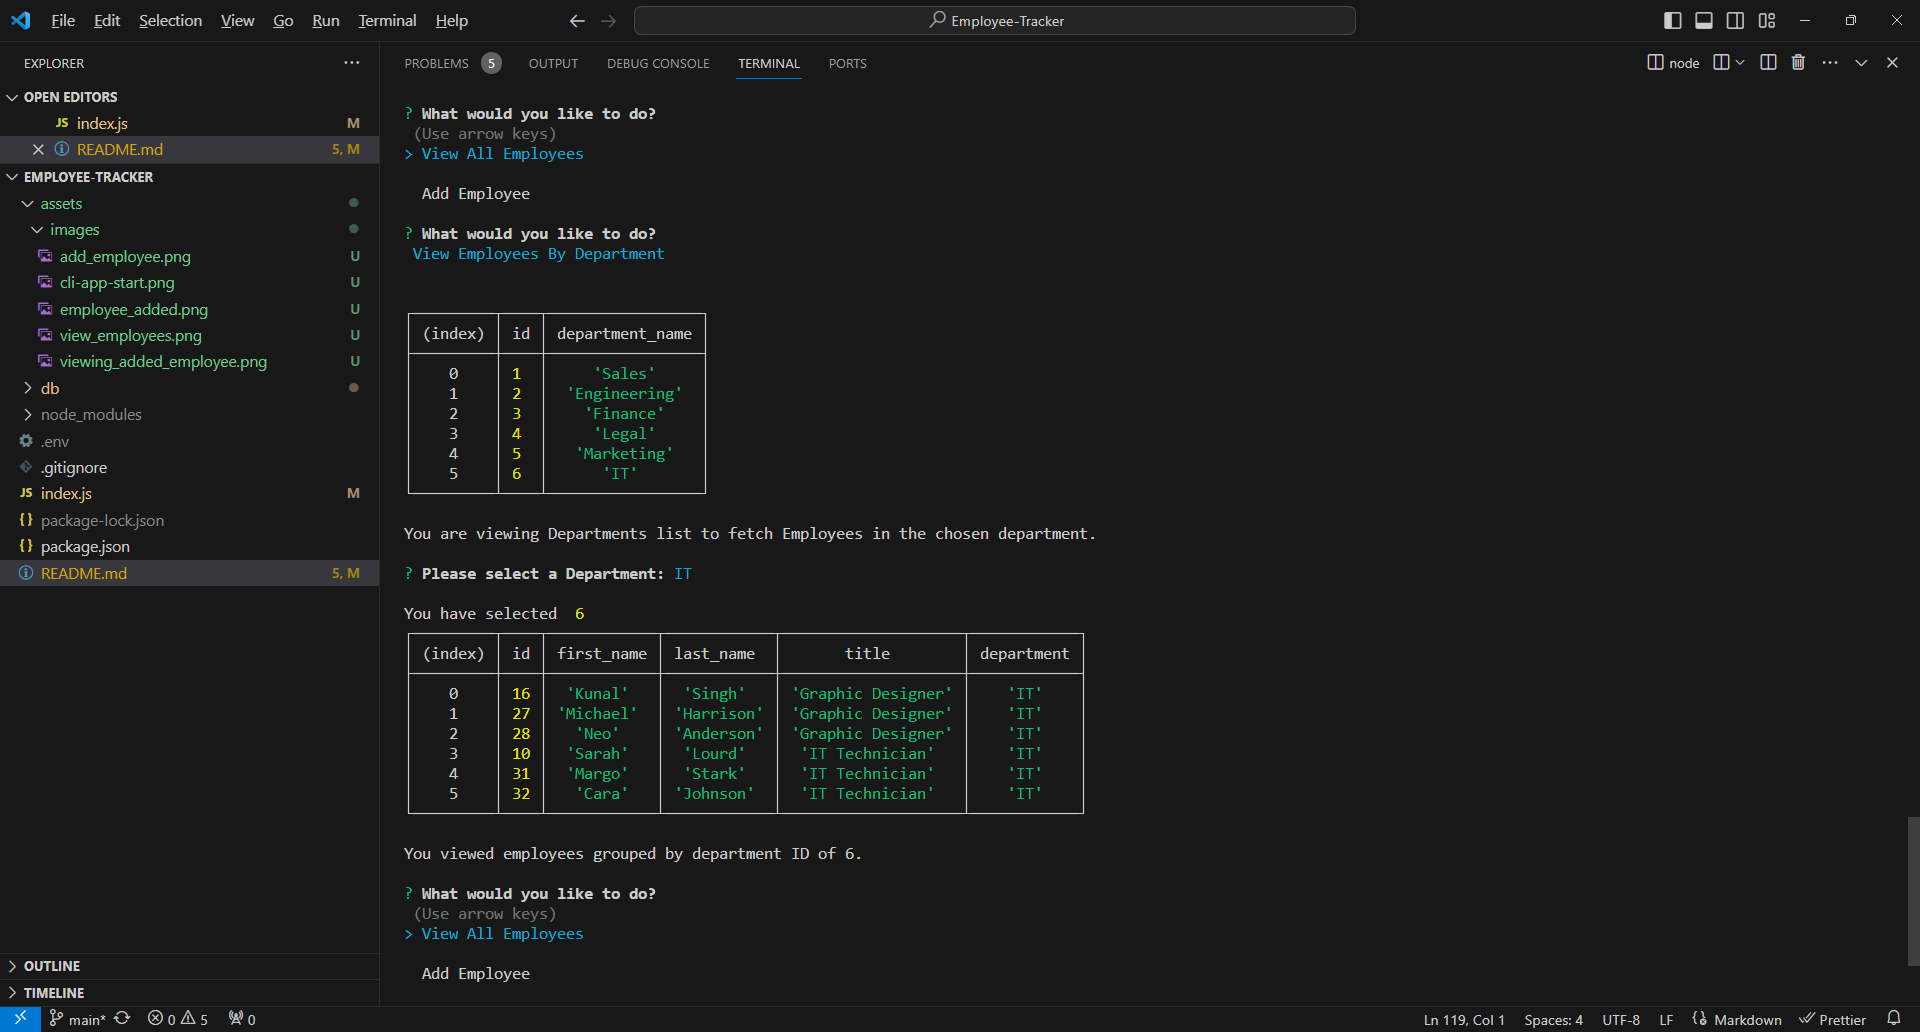 File Edit Selection View Go Run Terminal Help Employee-Tracker
EXPLORER
OPEN EDITORS
JS index.js M
README.md 5, M
EMPLOYEE-TRACKER
assets
images
add_employee.png U
cli-app-start.png U
employee_added.png U
view_employees.png U
viewing_added_employee.png U
db
node_modules
.env
.gitignore
JS index.js M
{} package-lock.json
{} package.json
README.md 5, M
OUTLINE
TIMELINE
PROBLEMS 5 OUTPUT DEBUG CONSOLE TERMINAL PORTS node
? What would you like to do?
(Use arrow keys)
> View All Employees
Add Employee
? What would you like to do?
View Employees By Department
(index) id department_name
0 1 'Sales'
1 2 'Engineering'
2 3 'Finance'
3 4 'Legal'
4 5 'Marketing'
5 6 'IT'
You are viewing Departments list to fetch Employees in the chosen department.
? Please select a Department: IT
You have selected 6
(index) id first_name last_name title department
0 16 'Kunal' 'Singh' 'Graphic Designer' 'IT'
1 27 'Michael' 'Harrison' 'Graphic Designer' 'IT'
2 28 'Neo' 'Anderson' 'Graphic Designer' 'IT'
3 10 'Sarah' 'Lourd' 'IT Technician' 'IT'
4 31 'Margo' 'Stark' 'IT Technician' 'IT'
5 32 'Cara' 'Johnson' 'IT Technician' 'IT'
You viewed employees grouped by department ID of 6.
? What would you like to do?
(Use arrow keys)
> View All Employees
Add Employee
main* 0 5 0 Ln 119, Col 1 Spaces: 4 UTF-8 LF Markdown Prettier